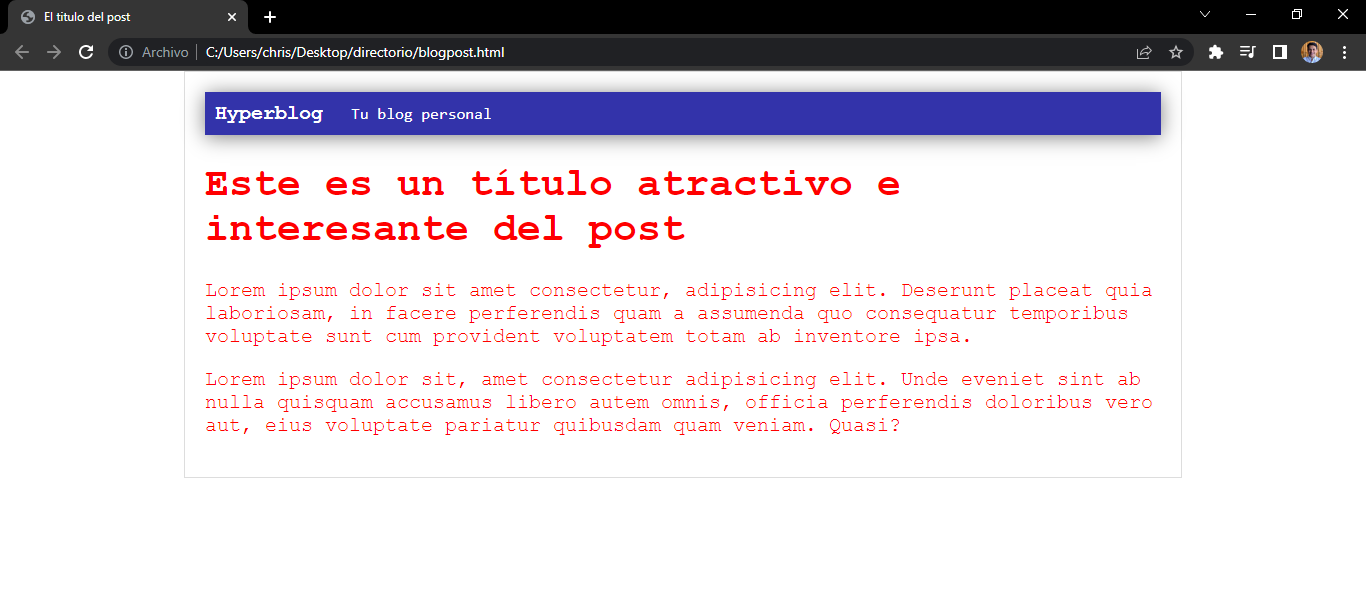 El titulo del post
Archivo C:/Users/chris/Desktop/directorio/blogpost.html
Hyperblog Tu blog personal
Este es un título atractivo e
interesante del post
Lorem ipsum dolor sit amet consectetur, adipisicing elit. Deserunt placeat quia
laboriosam, in facere perferendis quam a assumenda quo consequatur temporibus
voluptate sunt cum provident voluptatem totam ab inventore ipsa.
Lorem ipsum dolor sit, amet consectetur adipisicing elit. Unde eveniet sint ab
nulla quisquam accusamus libero autem omnis, officia perferendis doloribus vero
aut, eius voluptate pariatur quibusdam quam veniam. Quasi?